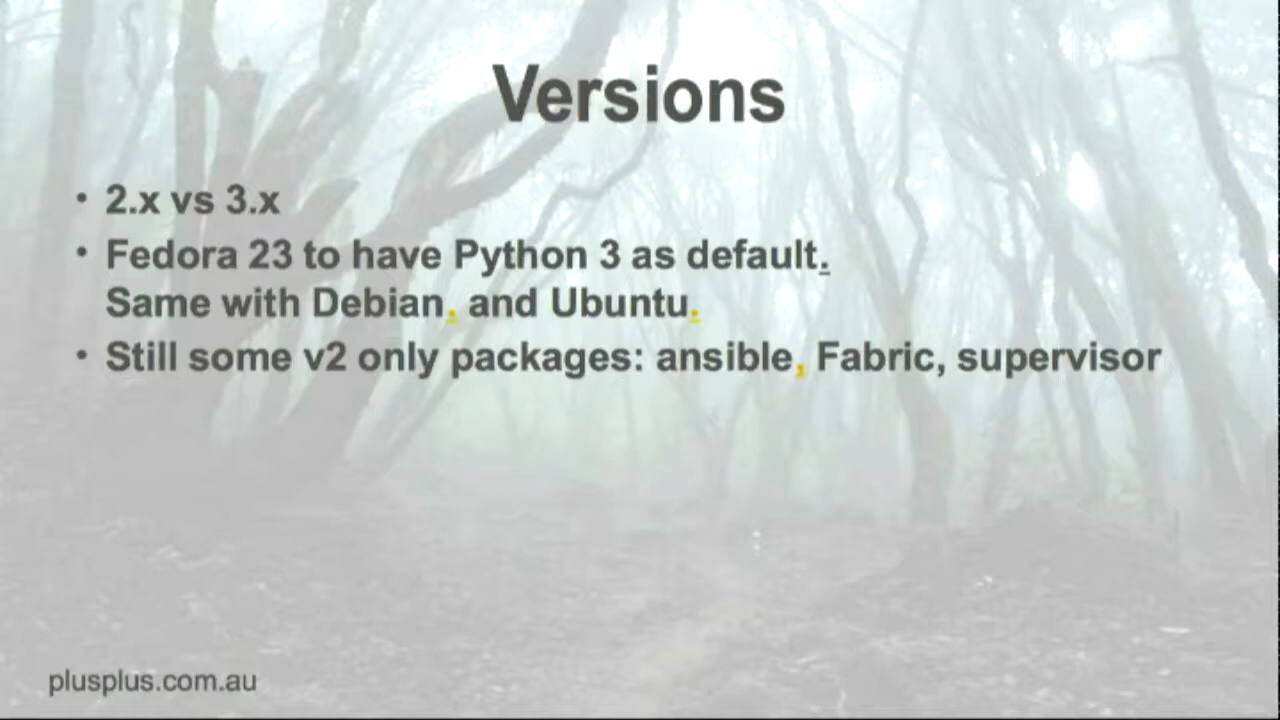 Versions
• 2.x vs 3.x
• Fedora 23 to have Python 3 as default.
Same with Debian. and Ubuntu.
• Still some v2 only packages: ansible, Fabric, supervisor
plusplus.com.au